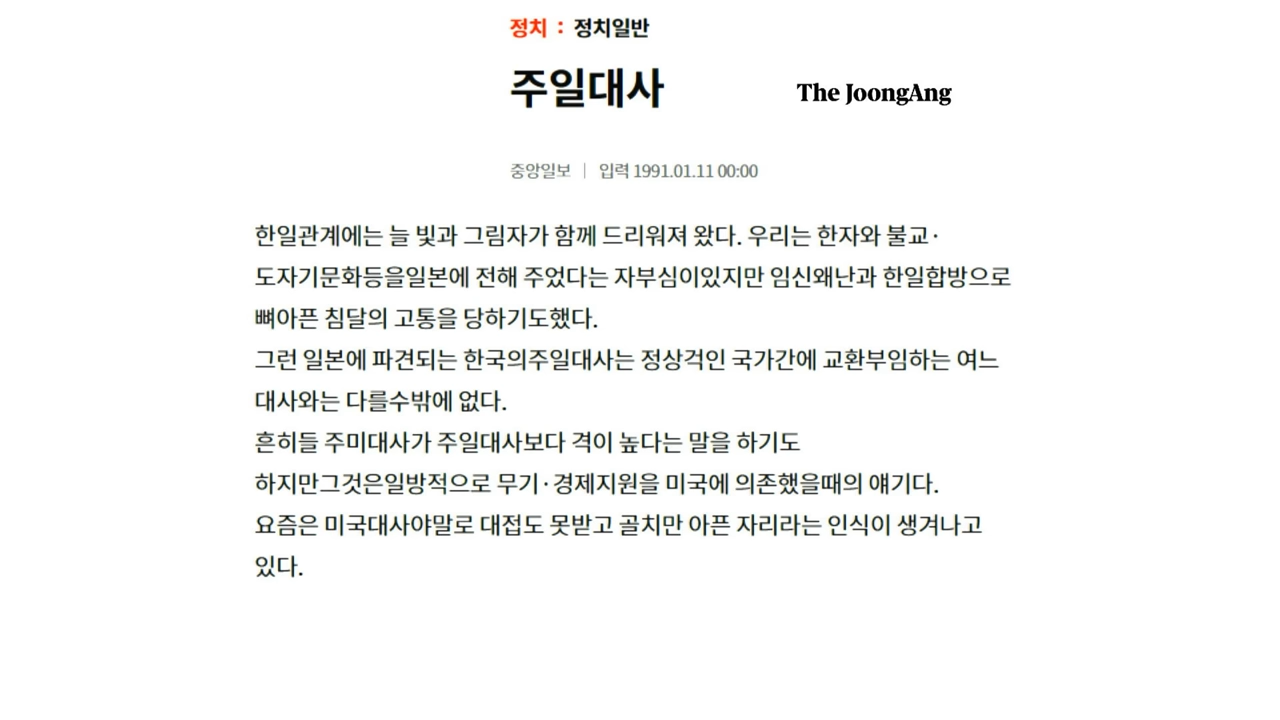 정치 : 정치일반
주일대사
The JoongAng
중앙일보 | 입력 1991.01.11 00:00
한일관계에는 늘 빛과 그림자가 함께 드리워져 왔다. 우리는 한자와 불교·
도자기문화등을일본에 전해 주었다는 자부심이있지만 임신왜난과 한일합방으로
뼈아픈 침달의 고통을 당하기도했다.
그런 일본에 파견되는 한국의주일대사는 정상걱인 국가간에 교환부임하는 여느
대사와는 다를수밖에 없다.
흔히들 주미대사가 주일대사보다 격이 높다는 말을 하기도
하지만그것은일방적으로 무기·경제지원을 미국에 의존했을때의 얘기다.
요즘은 미국대사야말로 대접도 못받고 골치만 아픈 자리라는 인식이 생겨나고
있다.